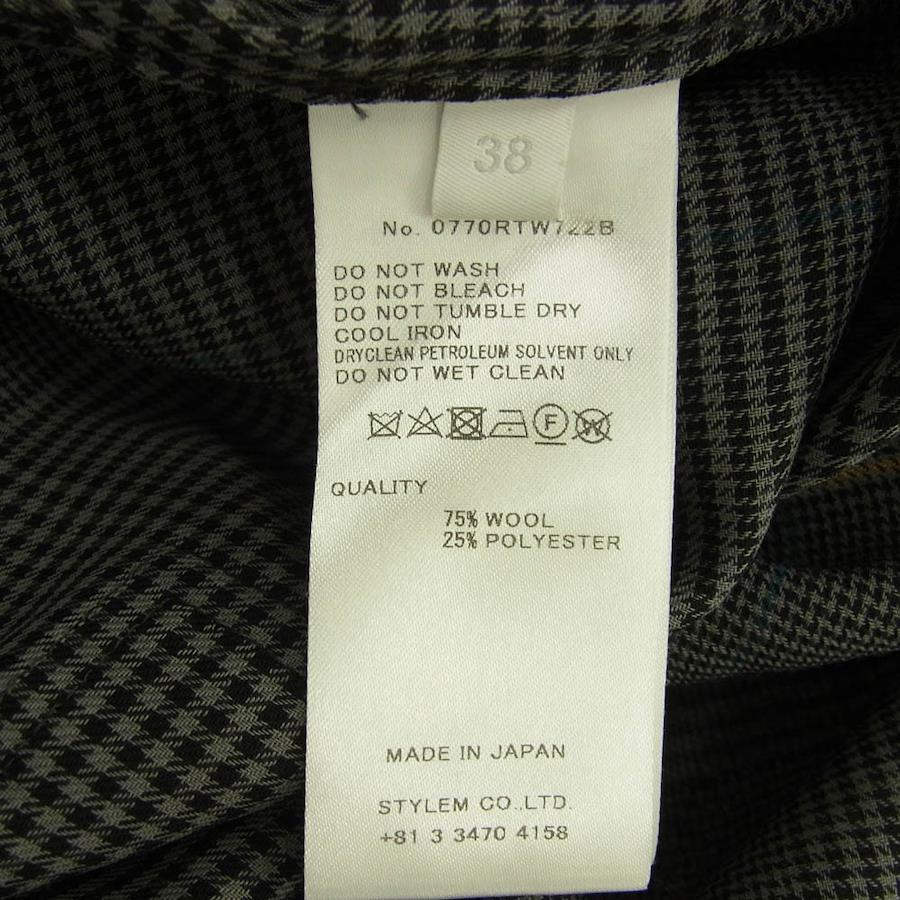 38
No. 0770RTW722B
DO NOT WASH
DO NOT BLEACH
DO NOT TUMBLE DRY
COOL IRON
DRYCLEAN PETROLEUM SOLVENT ONLY
DO NOT WET CLEAN
F W
QUALITY
75% WOOL
25% POLYESTER
MADE IN JAPAN
STYLEM CO.,LTD.
+81 3 3470 4158